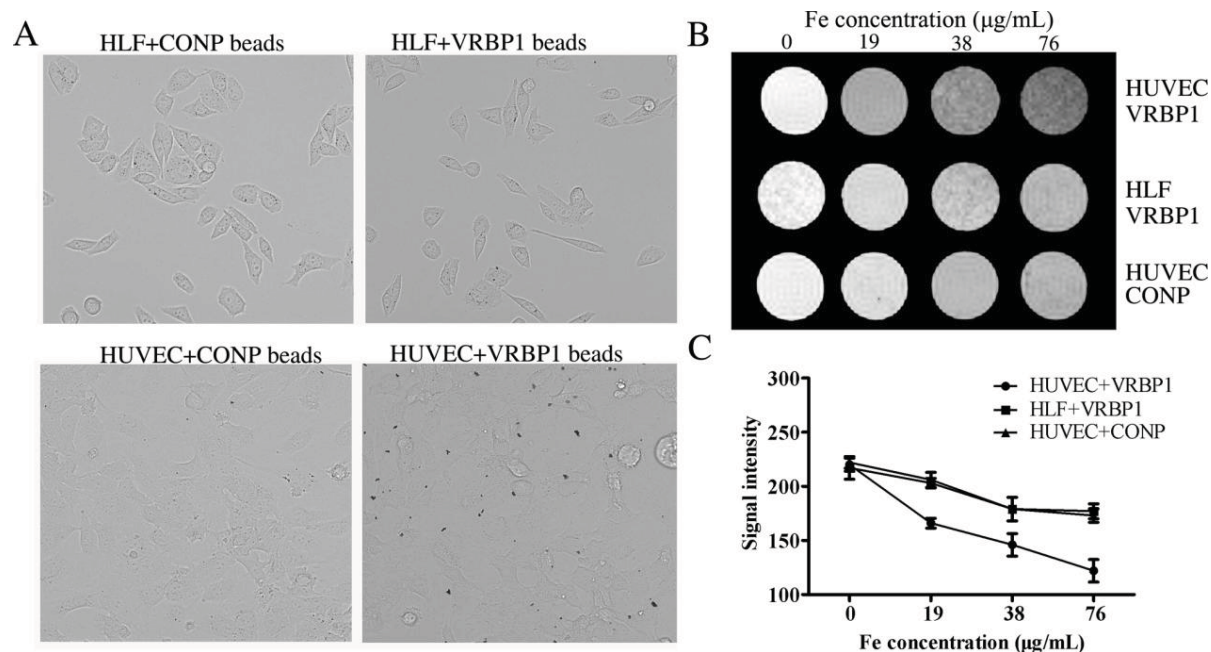 A
HLF+CONP beads
HLF+VRBP1 beads
HUVEC+CONP beads
HUVEC+VRBP1 beads
B
Fe concentration (μg/mL)
0 19 38 76
HUVEC
VRBP1
HLF
VRBP1
HUVEC
CONP
C
300
250
200
150
100
Signal intensity
HUVEC+VRBP1
HLF+VRBP1
HUVEC+CONP
0 19 38 76
Fe concentration (μg/mL)